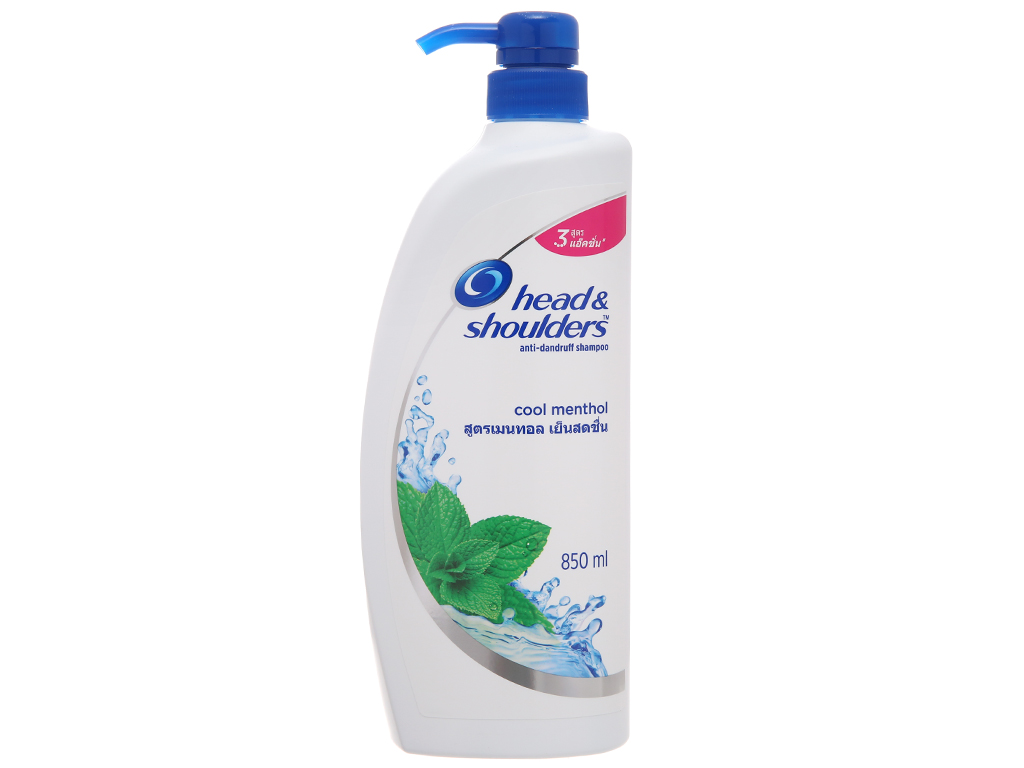 3 สูตร
แอ็คชั่น*
head &
shoulders™
anti-dandruff shampoo
cool menthol
สูตรเมนทอล เย็นสดชื่น
850 ml